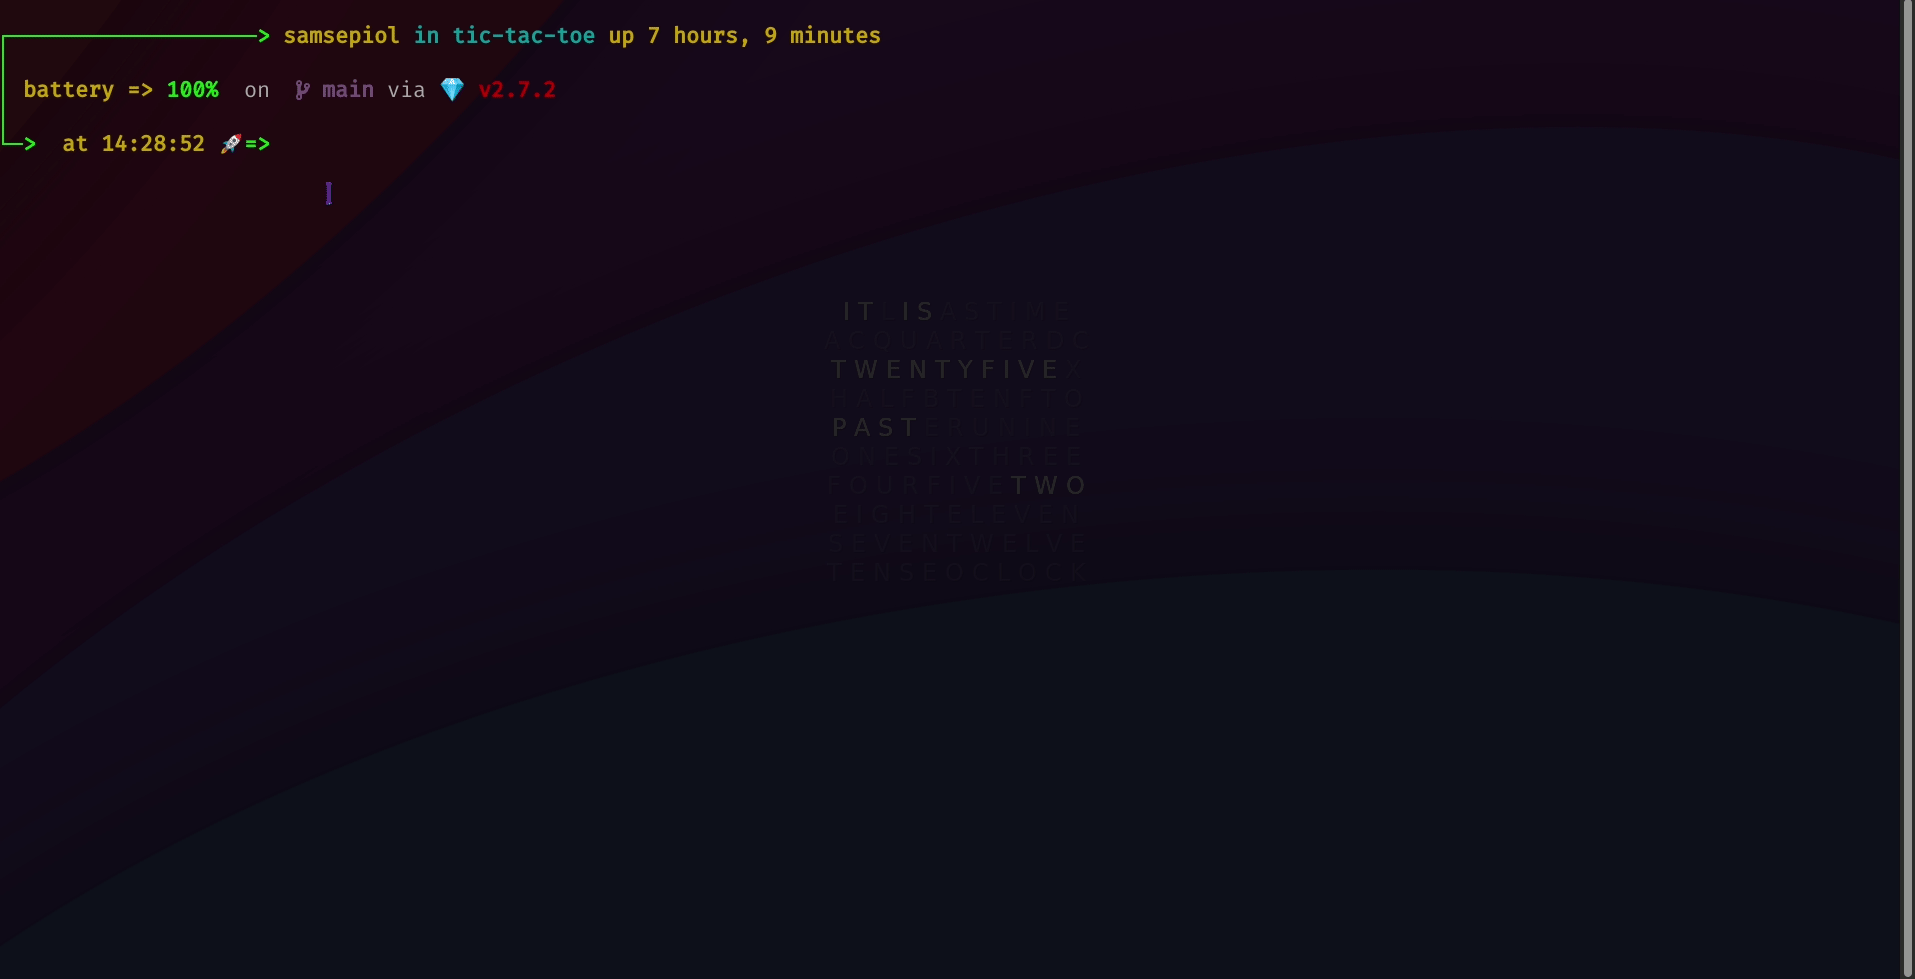 > samsepiol in tic-tac-toe up 7 hours, 9 minutes
battery => 100% on main via 💎 v2.7.2
> at 14:28:52 🚀=>
ITLISASTIME
ACQUARTERDC
TWENTYFIVEX
HALFBTENFTO
PASTERUNINE
ONESIXTHREE
FOURFIVETWO
EIGHTELEVEN
SEVENTWELVE
TENSEOCLOCK